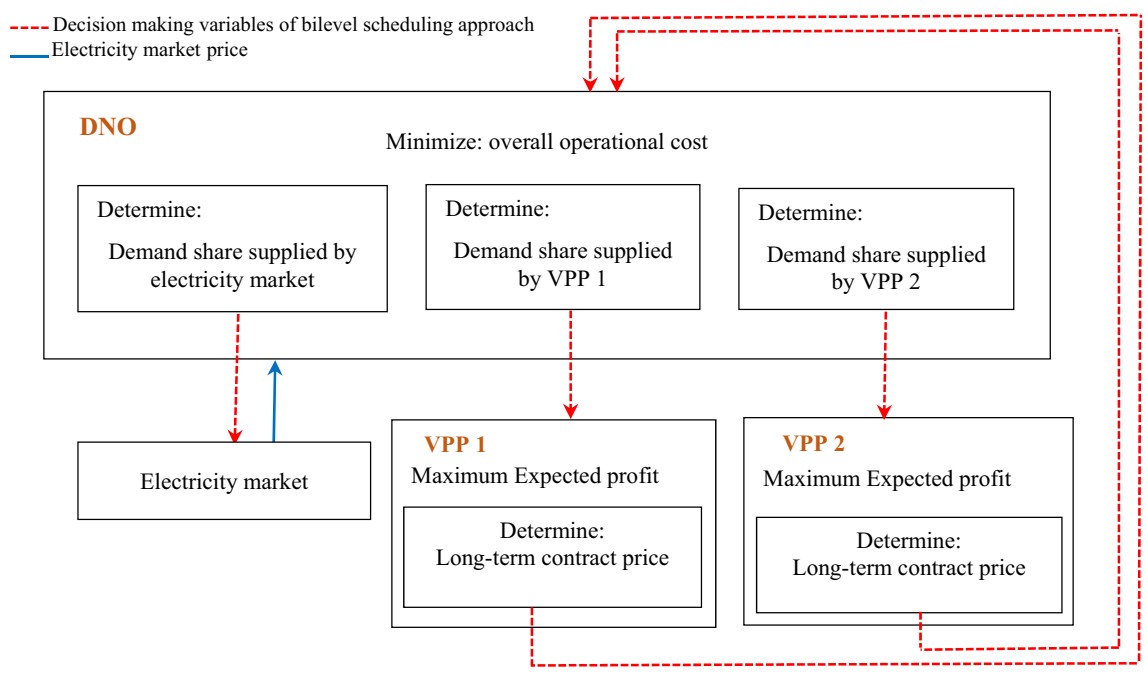 Decision making variables of bilevel scheduling approach
Electricity market price
DNO
Minimize: overall operational cost
Determine:
Demand share supplied by
electricity market
Determine:
Demand share supplied
by VPP 1
Determine:
Demand share supplied
by VPP 2
Electricity market
VPP 1
Maximum Expected profit
Determine:
Long-term contract price
VPP 2
Maximum Expected profit
Determine:
Long-term contract price